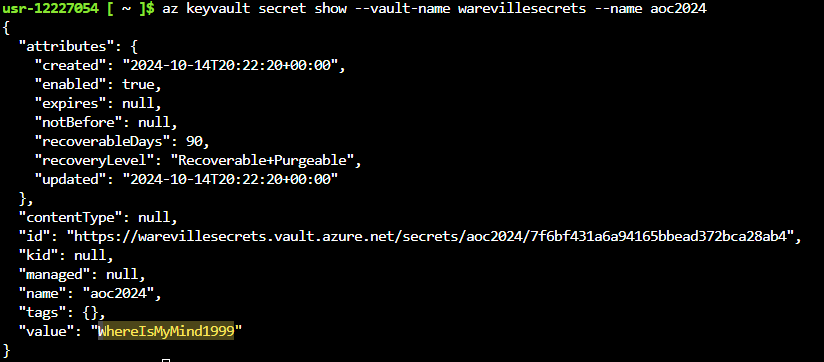 usr-12227054 [ ~ ]$ az keyvault secret show --vault-name warevillesecrets --name aoc2024
{
  "attributes": {
    "created": "2024-10-14T20:22:20+00:00",
    "enabled": true,
    "expires": null,
    "notBefore": null,
    "recoverableDays": 90,
    "recoveryLevel": "Recoverable+Purgeable",
    "updated": "2024-10-14T20:22:20+00:00"
  },
  "contentType": null,
  "id": "https://warevillesecrets.vault.azure.net/secrets/aoc2024/7f6bf431a6a94165bbead372bca28ab4",
  "kid": null,
  "managed": null,
  "name": "aoc2024",
  "tags": {},
  "value": "WhereIsMyMind1999"
}